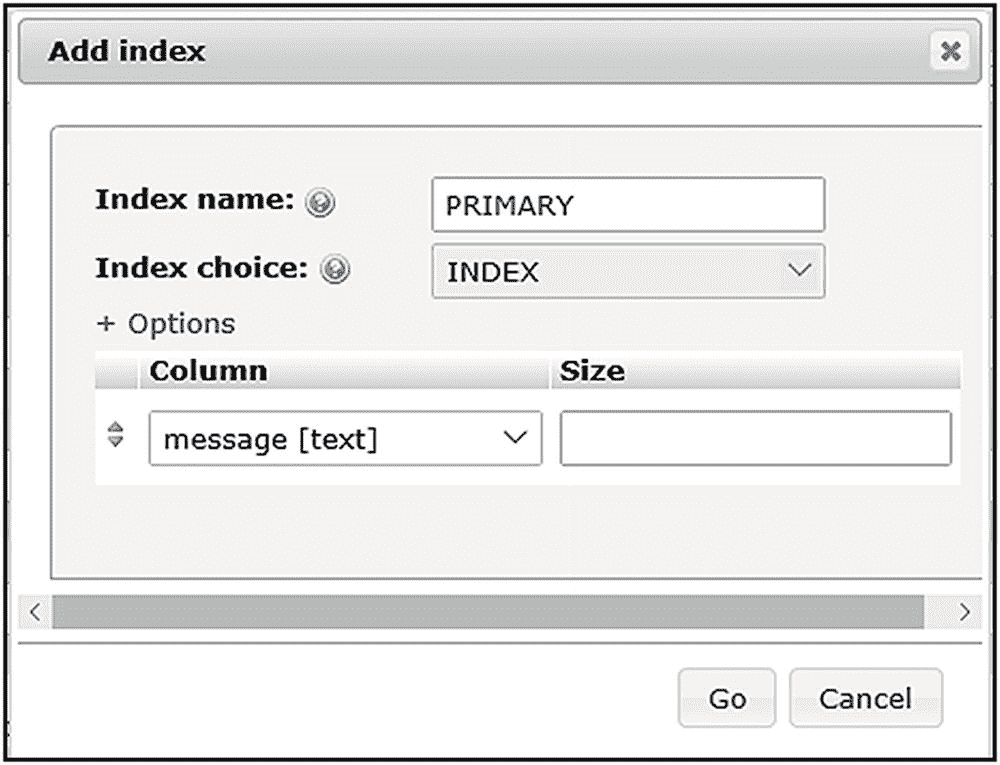 Add index
Index name: PRIMARY
Index choice: INDEX
+ Options
Column Size
message [text]
Go Cancel